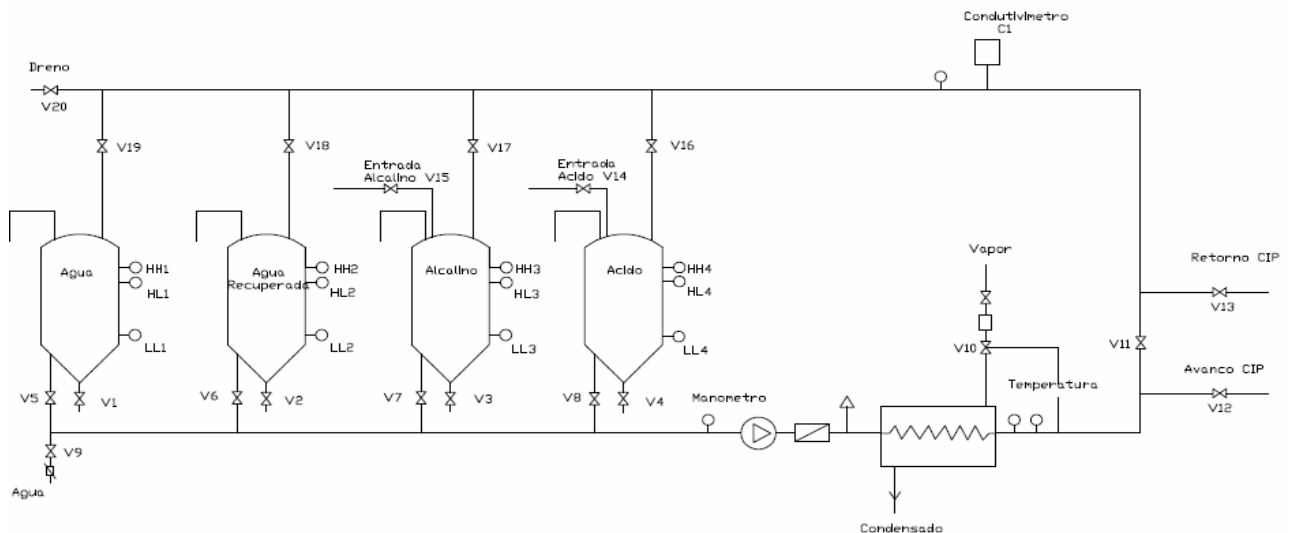 Condutivimetro
C1
Dreno
V20
V19
V18
V17
V16
Entrada
Alcalino V15
Entrada
Acido V14
Agua
HH1
HL1
LL1
Agua
Recuperada
HH2
HL2
LL2
Alcalino
HH3
HL3
LL3
Acido
HH4
HL4
LL4
Vapor
V10
Retorno CIP
V13
V11
Avanco CIP
V12
Temperatura
V5
V1
V6
V2
V7
V3
V8
V4
Manometro
V9
Agua
Condensado